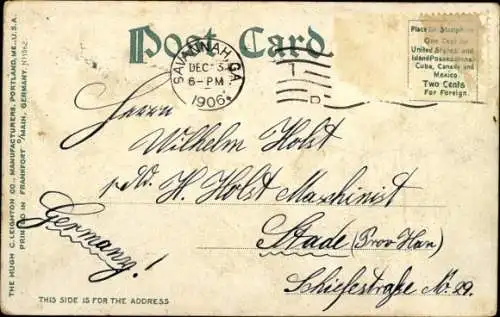 Post Card
SAVANNAH, GA.
DEC 3
6-PM
1906
Place for Stamp here
One Cent for
United States and
Island Possessions
Cuba, Canada and
Mexico
Two Cents
For Foreign.
Herrn
Wilhelm Holst
H. Holst Maschinist
Stade (Prov Han)
Schiefestraße No. 29.
Germany!
THIS SIDE IS FOR THE ADDRESS
THE HUGH C. LEIGHTON CO., MANUFACTURERS, PORTLAND, ME., U.S.A.
PRINTED IN FRANKFORT O/MAIN, GERMANY.